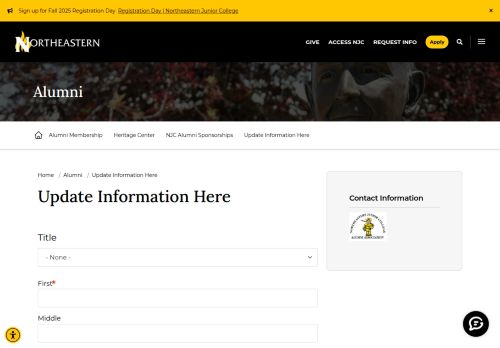 Sign up for Fall 2025 Registration Day Registration Day | Northeastern Junior College ×
NORTHEASTERN
GIVE ACCESS NJC REQUEST INFO Apply
Alumni
Alumni Membership Heritage Center NJC Alumni Sponsorships Update Information Here
Home / Alumni / Update Information Here
Update Information Here
Contact Information
NORTHEASTERN JUNIOR COLLEGE
ALUMNI ASSOCIATION
Title
- None -
First*
Middle